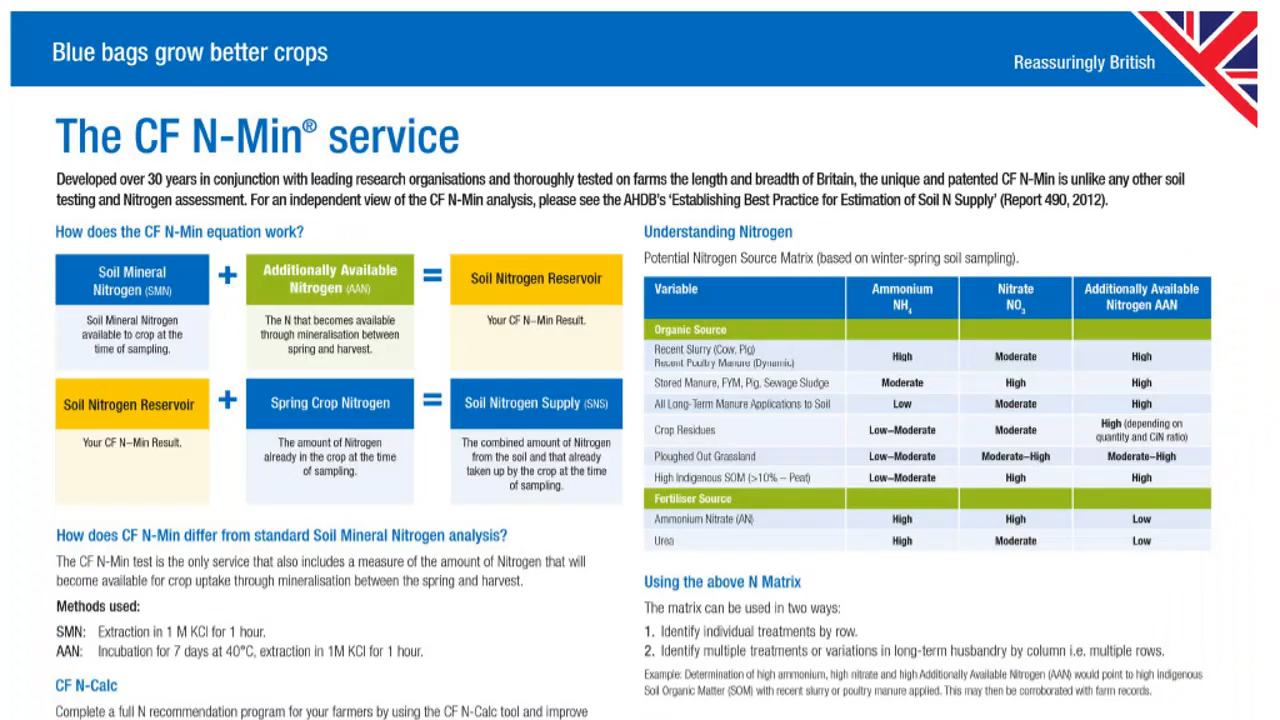 Blue bags grow better crops
Reassuringly British
The CF N-Min® service
Developed over 30 years in conjunction with leading research organisations and thoroughly tested on farms the length and breadth of Britain, the unique and patented CF N-Min is unlike any other soil
testing and Nitrogen assessment. For an independent view of the CF N-Min analysis, please see the AHDB's 'Establishing Best Practice for Estimation of Soil N Supply' (Report 490, 2012).
How does the CF N-Min equation work?
Soil Mineral
Nitrogen (SMN)
+
Additionally Available
Nitrogen (AAN)
=
Soil Nitrogen Reservoir
Soil Mineral Nitrogen
available to crop at the
time of sampling.
The N that becomes available
through mineralisation between
spring and harvest.
Your CF N–Min Result.
Soil Nitrogen Reservoir
+
Spring Crop Nitrogen
=
Soil Nitrogen Supply (SNS)
Your CF N–Min Result.
The amount of Nitrogen
already in the crop at the time
of sampling.
The combined amount of Nitrogen
from the soil and that already
taken up by the crop at the time
of sampling.
How does CF N-Min differ from standard Soil Mineral Nitrogen analysis?
The CF N-Min test is the only service that also includes a measure of the amount of Nitrogen that will
become available for crop uptake through mineralisation between the spring and harvest.
Methods used:
SMN: Extraction in 1 M KCl for 1 hour.
AAN: Incubation for 7 days at 40°C, extraction in 1M KCl for 1 hour.
CF N-Calc
Complete a full N recommendation program for your farmers by using the CF N-Calc tool and improve
Understanding Nitrogen
Potential Nitrogen Source Matrix (based on winter-spring soil sampling).
Variable Ammonium NH₄ Nitrate NO₃ Additionally Available Nitrogen AAN
Organic Source
Recent Slurry (Cow, Pig)
Recent Poultry Manure (Dynamic) High Moderate High
Stored Manure, FYM, Pig, Sewage Sludge Moderate High High
All Long-Term Manure Applications to Soil Low Moderate High
Crop Residues Low–Moderate Moderate High (depending on quantity and C:N ratio)
Ploughed Out Grassland Low–Moderate Moderate–High Moderate–High
High Indigenous SOM (>10% – Peat) Low–Moderate High High
Fertiliser Source
Ammonium Nitrate (AN) High High Low
Urea High Moderate Low
Using the above N Matrix
The matrix can be used in two ways:
1. Identify individual treatments by row.
2. Identify multiple treatments or variations in long-term husbandry by column i.e. multiple rows.
Example: Determination of high ammonium, high nitrate and high Additionally Available Nitrogen (AAN) would point to high indigenous
Soil Organic Matter (SOM) with recent slurry or poultry manure applied. This may then be corroborated with farm records.